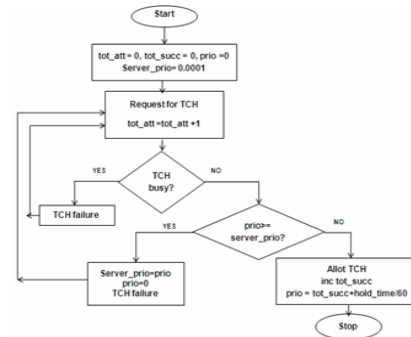 Start
tot_att = 0, tot_succ = 0, prio =0
Server_prio= 0.0001
Request for TCH
tot_att =tot_att +1
YES
TCH
busy?
NO
TCH failure
YES
prio>=
server_prio?
NO
Server_prio=prio
prio=0
TCH failure
Allot TCH
inc tot_succ
prio = tot_succ+hold_time/60
Stop